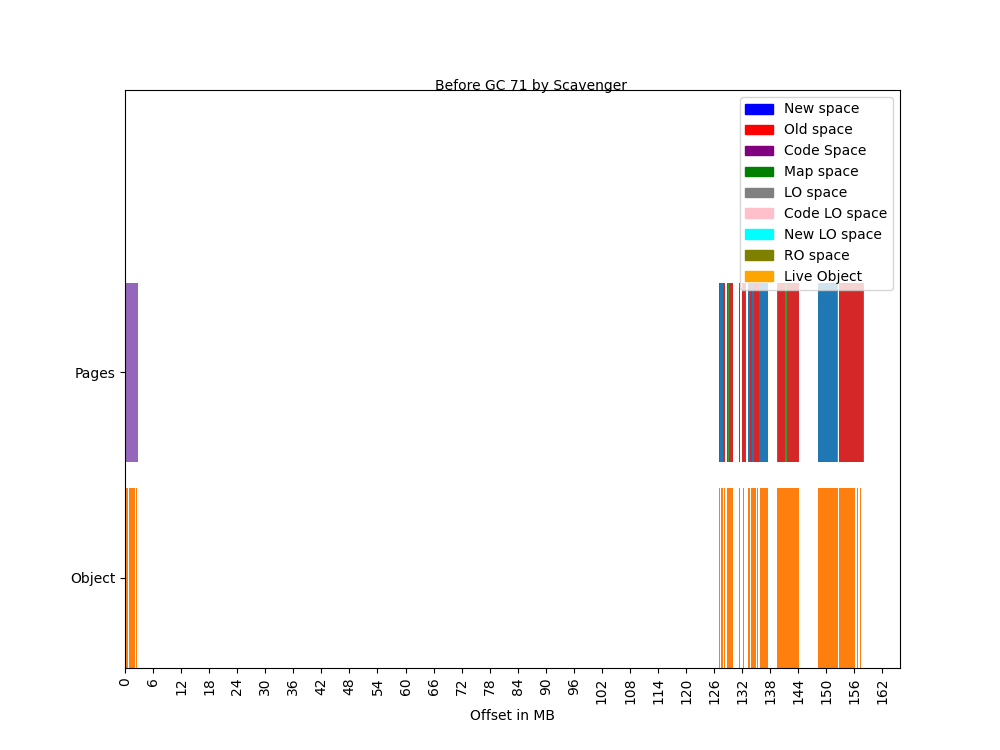 Before GC 71 by Scavenger
New space
Old space
Code Space
Map space
LO space
Code LO space
New LO space
RO space
Live Object
Pages
Object
0 6 12 18 24 30 36 42 48 54 60 66 72 78 84 90 96 102 108 114 120 126 132 138 144 150 156 162
Offset in MB